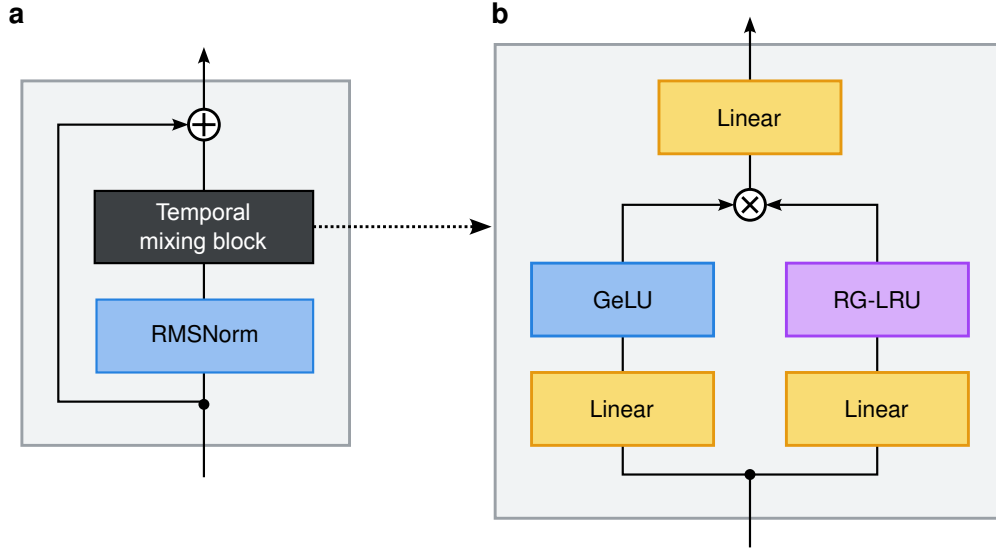 a
Temporal
mixing block
RMSNorm
b
Linear
GeLU
RG-LRU
Linear
Linear